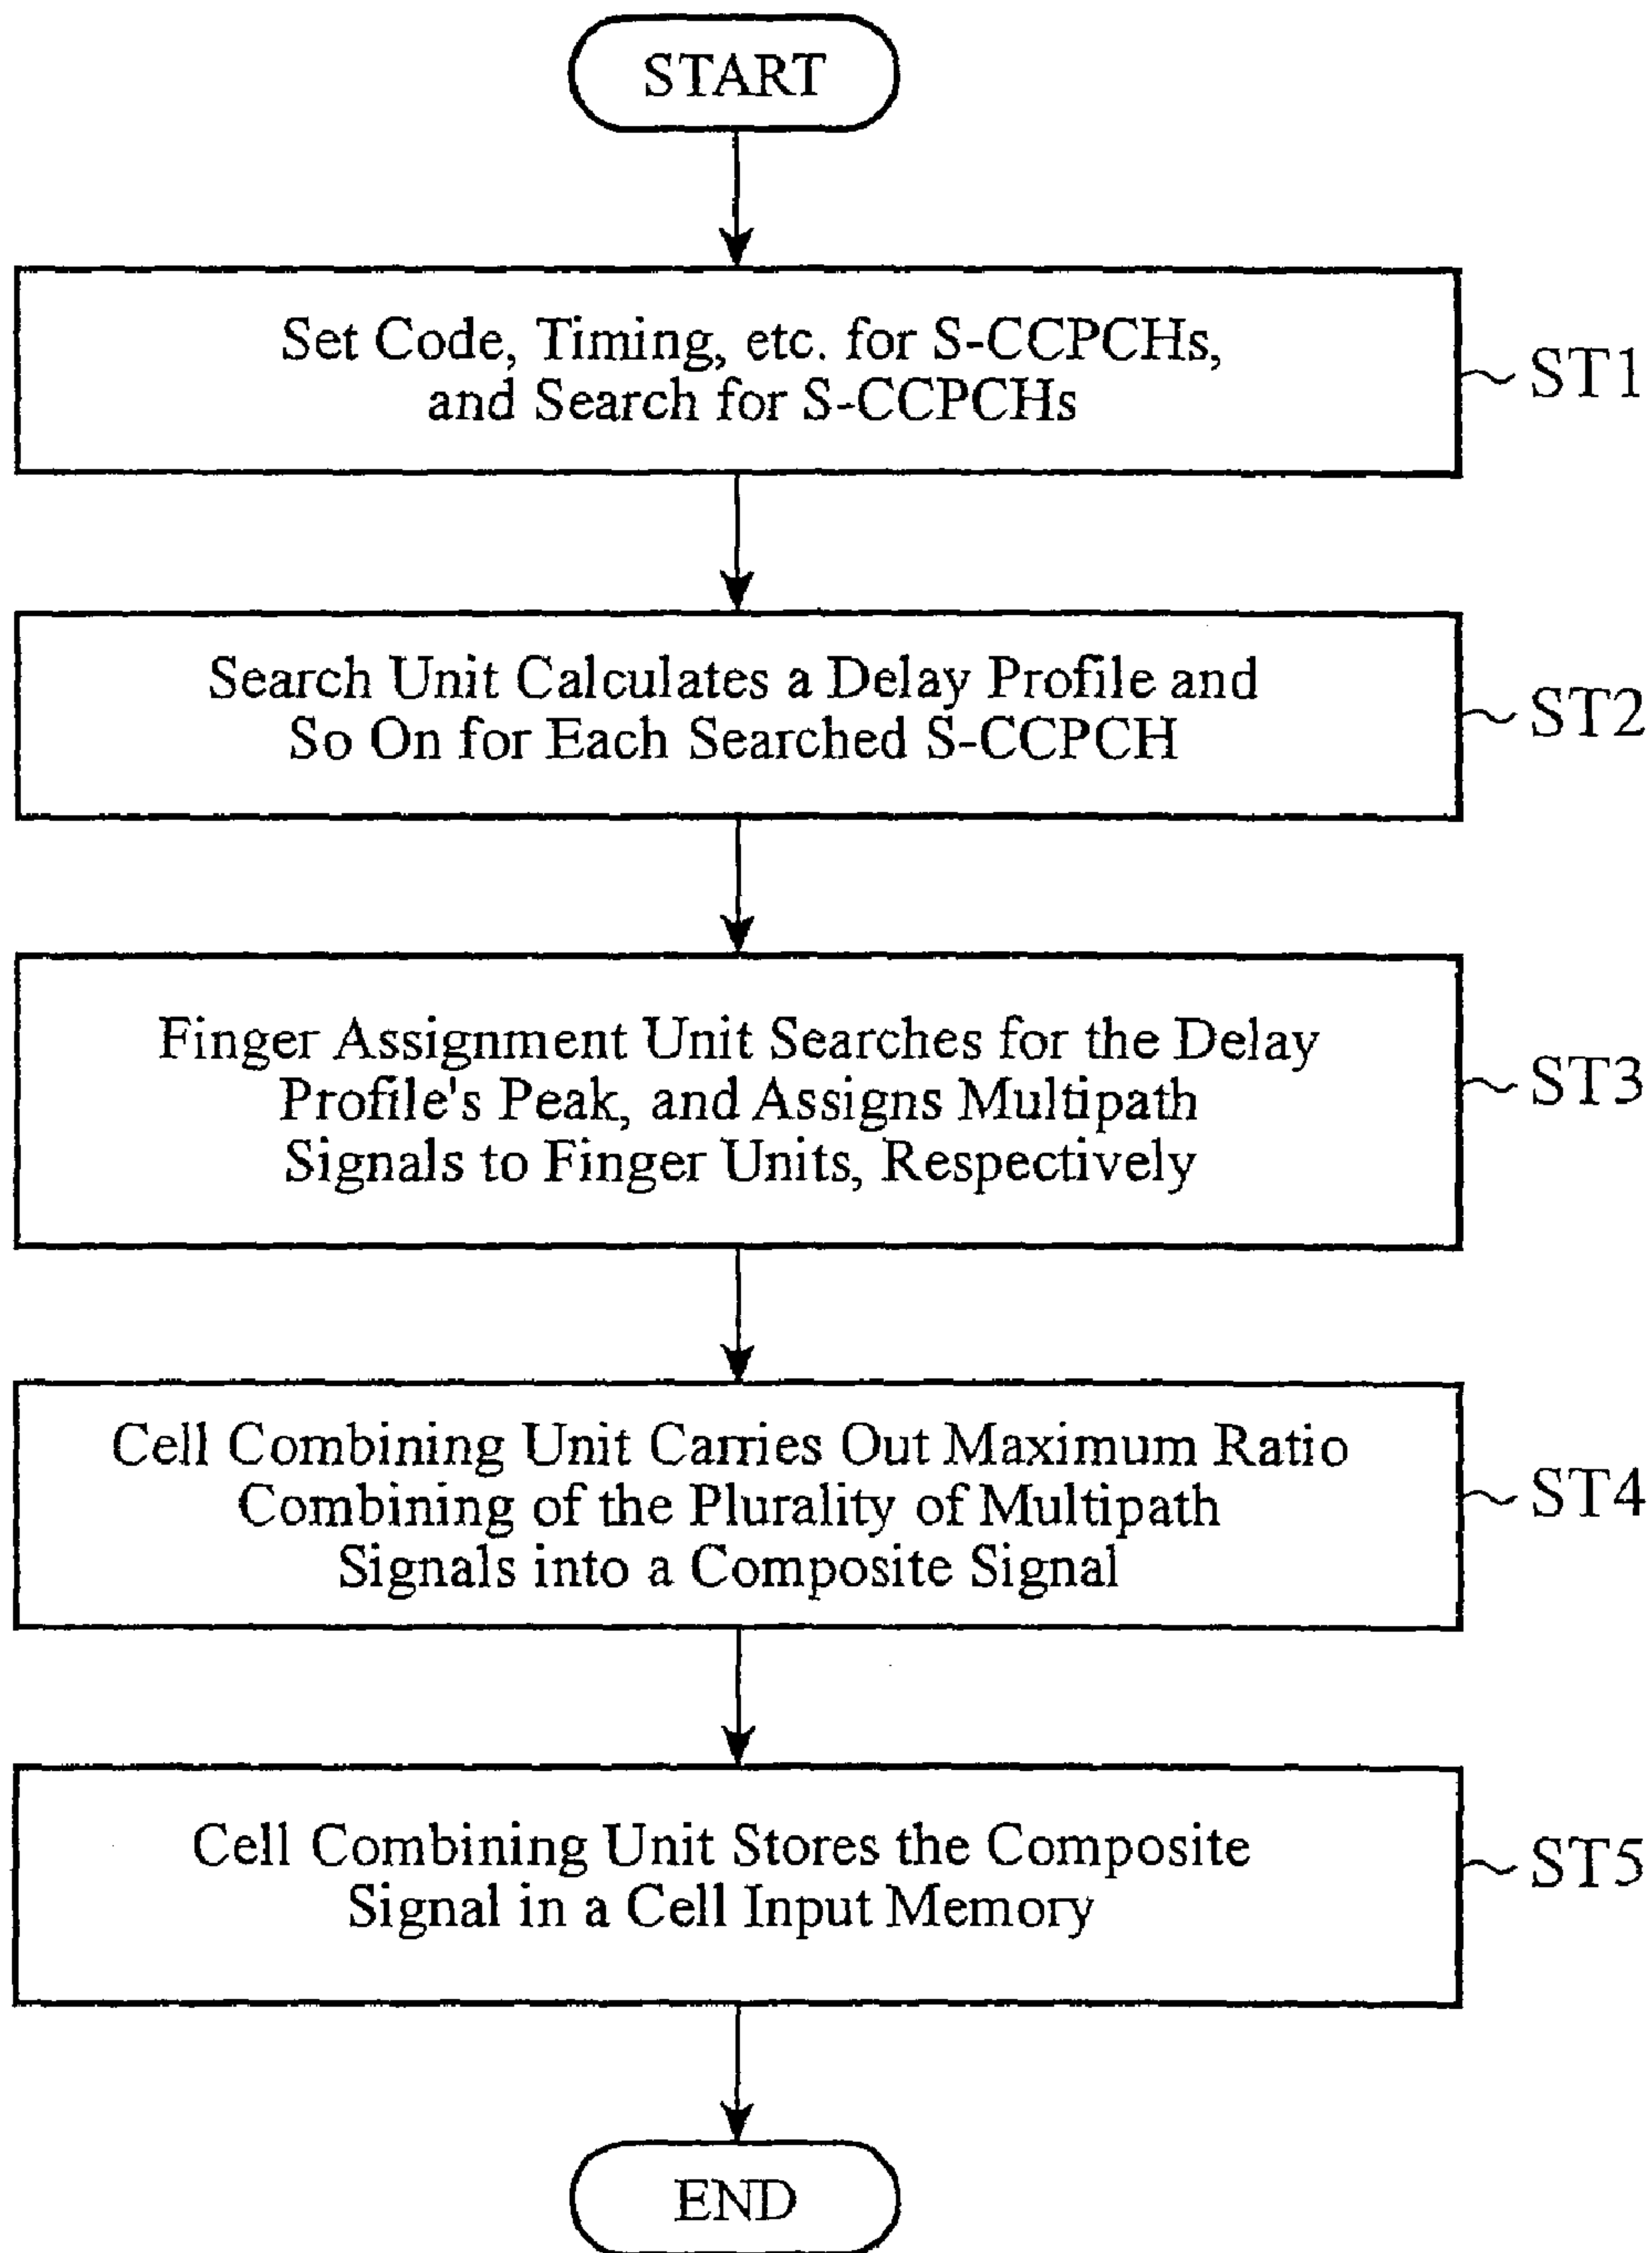 START
Set Code, Timing, etc. for S-CCPCHs,
and Search for S-CCPCHs
ST1
Search Unit Calculates a Delay Profile and
So On for Each Searched S-CCPCH
ST2
Finger Assignment Unit Searches for the Delay
Profile's Peak, and Assigns Multipath
Signals to Finger Units, Respectively
ST3
Cell Combining Unit Carries Out Maximum Ratio
Combining of the Plurality of Multipath
Signals into a Composite Signal
ST4
Cell Combining Unit Stores the Composite
Signal in a Cell Input Memory
ST5
END